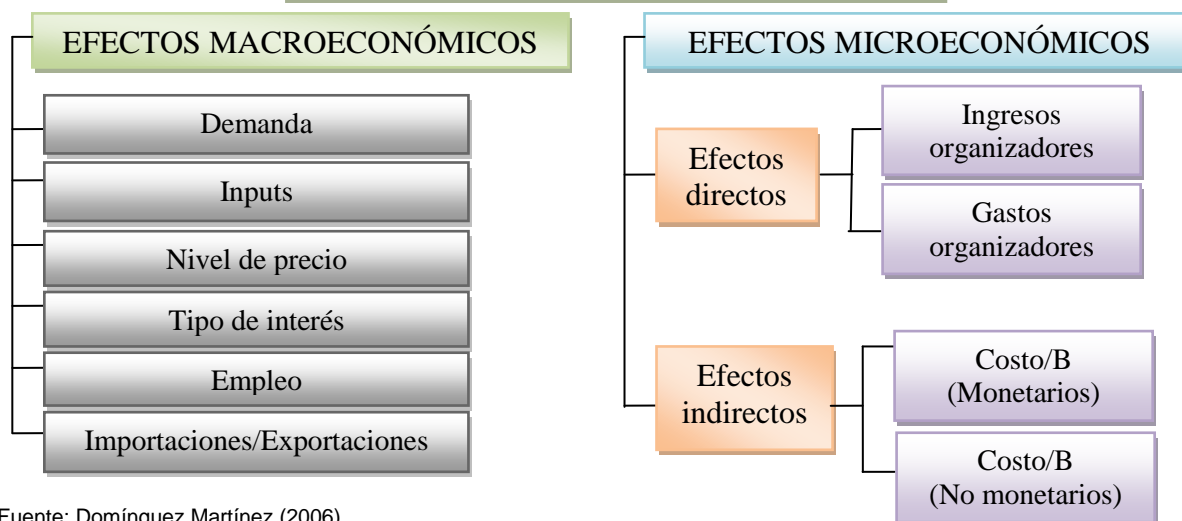 EFECTOS MACROECONÓMICOS
Demanda
Inputs
Nivel de precio
Tipo de interés
Empleo
Importaciones/Exportaciones
EFECTOS MICROECONÓMICOS
Efectos
directos
Ingresos
organizadores
Gastos
organizadores
Efectos
indirectos
Costo/B
(Monetarios)
Costo/B
(No monetarios)
Fuente: Domínguez Martínez (2006)